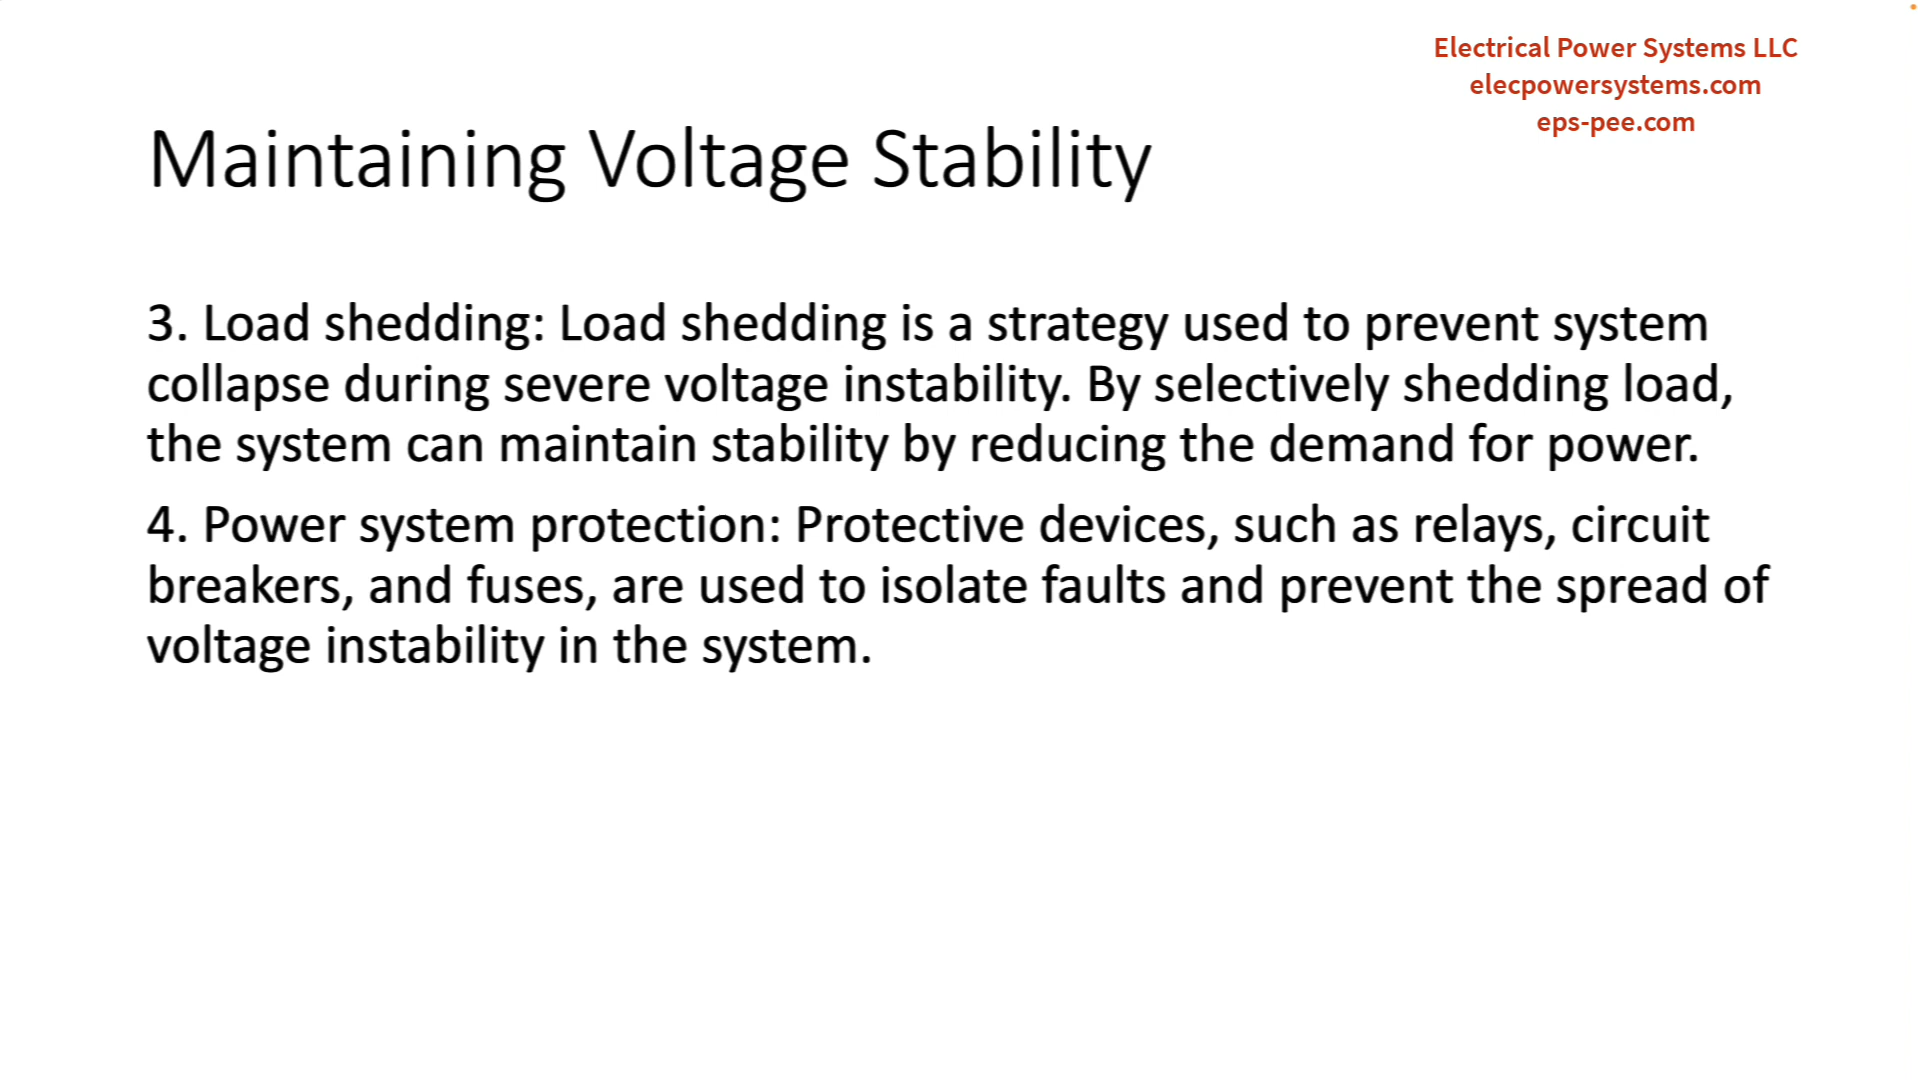 Electrical Power Systems LLC
elecpowersystems.com
eps-pee.com
Maintaining Voltage Stability
3. Load shedding: Load shedding is a strategy used to prevent system
collapse during severe voltage instability. By selectively shedding load,
the system can maintain stability by reducing the demand for power.
4. Power system protection: Protective devices, such as relays, circuit
breakers, and fuses, are used to isolate faults and prevent the spread of
voltage instability in the system.